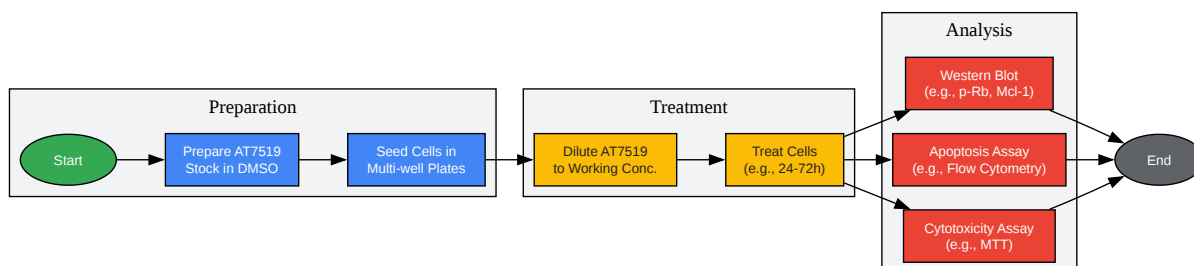 Preparation
Start
Prepare AT7519
Stock in DMSO
Seed Cells in
Multi-well Plates
Treatment
Dilute AT7519
to Working Conc.
Treat Cells
(e.g., 24-72h)
Analysis
Western Blot
(e.g., p-Rb, Mcl-1)
Apoptosis Assay
(e.g., Flow Cytometry)
Cytotoxicity Assay
(e.g., MTT)
End